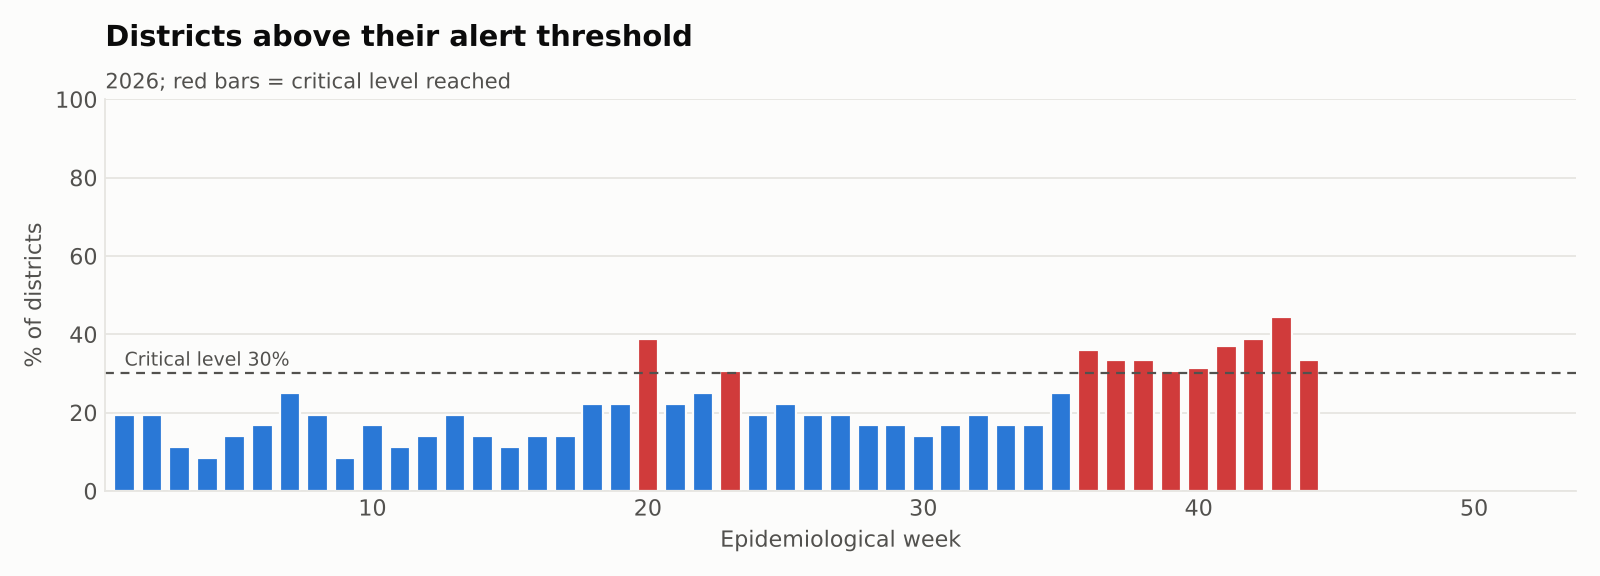 Districts above their alert threshold
2026; red bars = critical level reached
100
80
60
40
20
0
% of districts
Critical level 30%
10 20 30 40 50
Epidemiological week